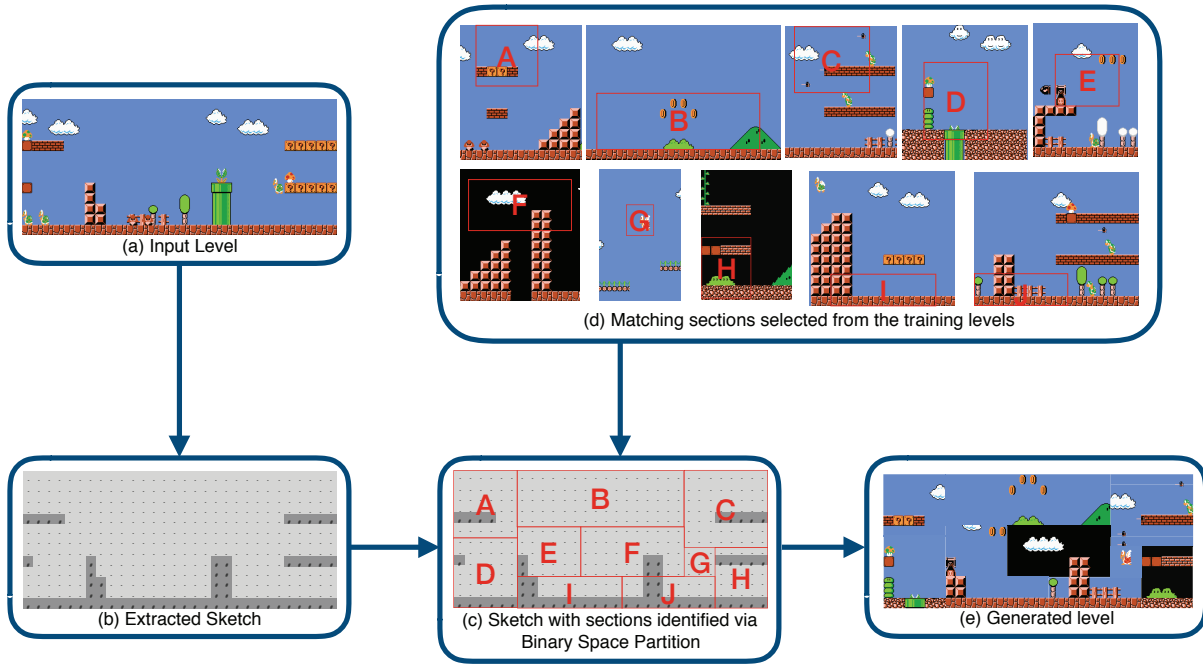 A
B
C
D
E
F
G
H
I
J
(d) Matching sections selected from the training levels
(a) Input Level
A
B
C
D
E
F
G
H
I
J
(b) Extracted Sketch
(c) Sketch with sections identified via
Binary Space Partition
(e) Generated level